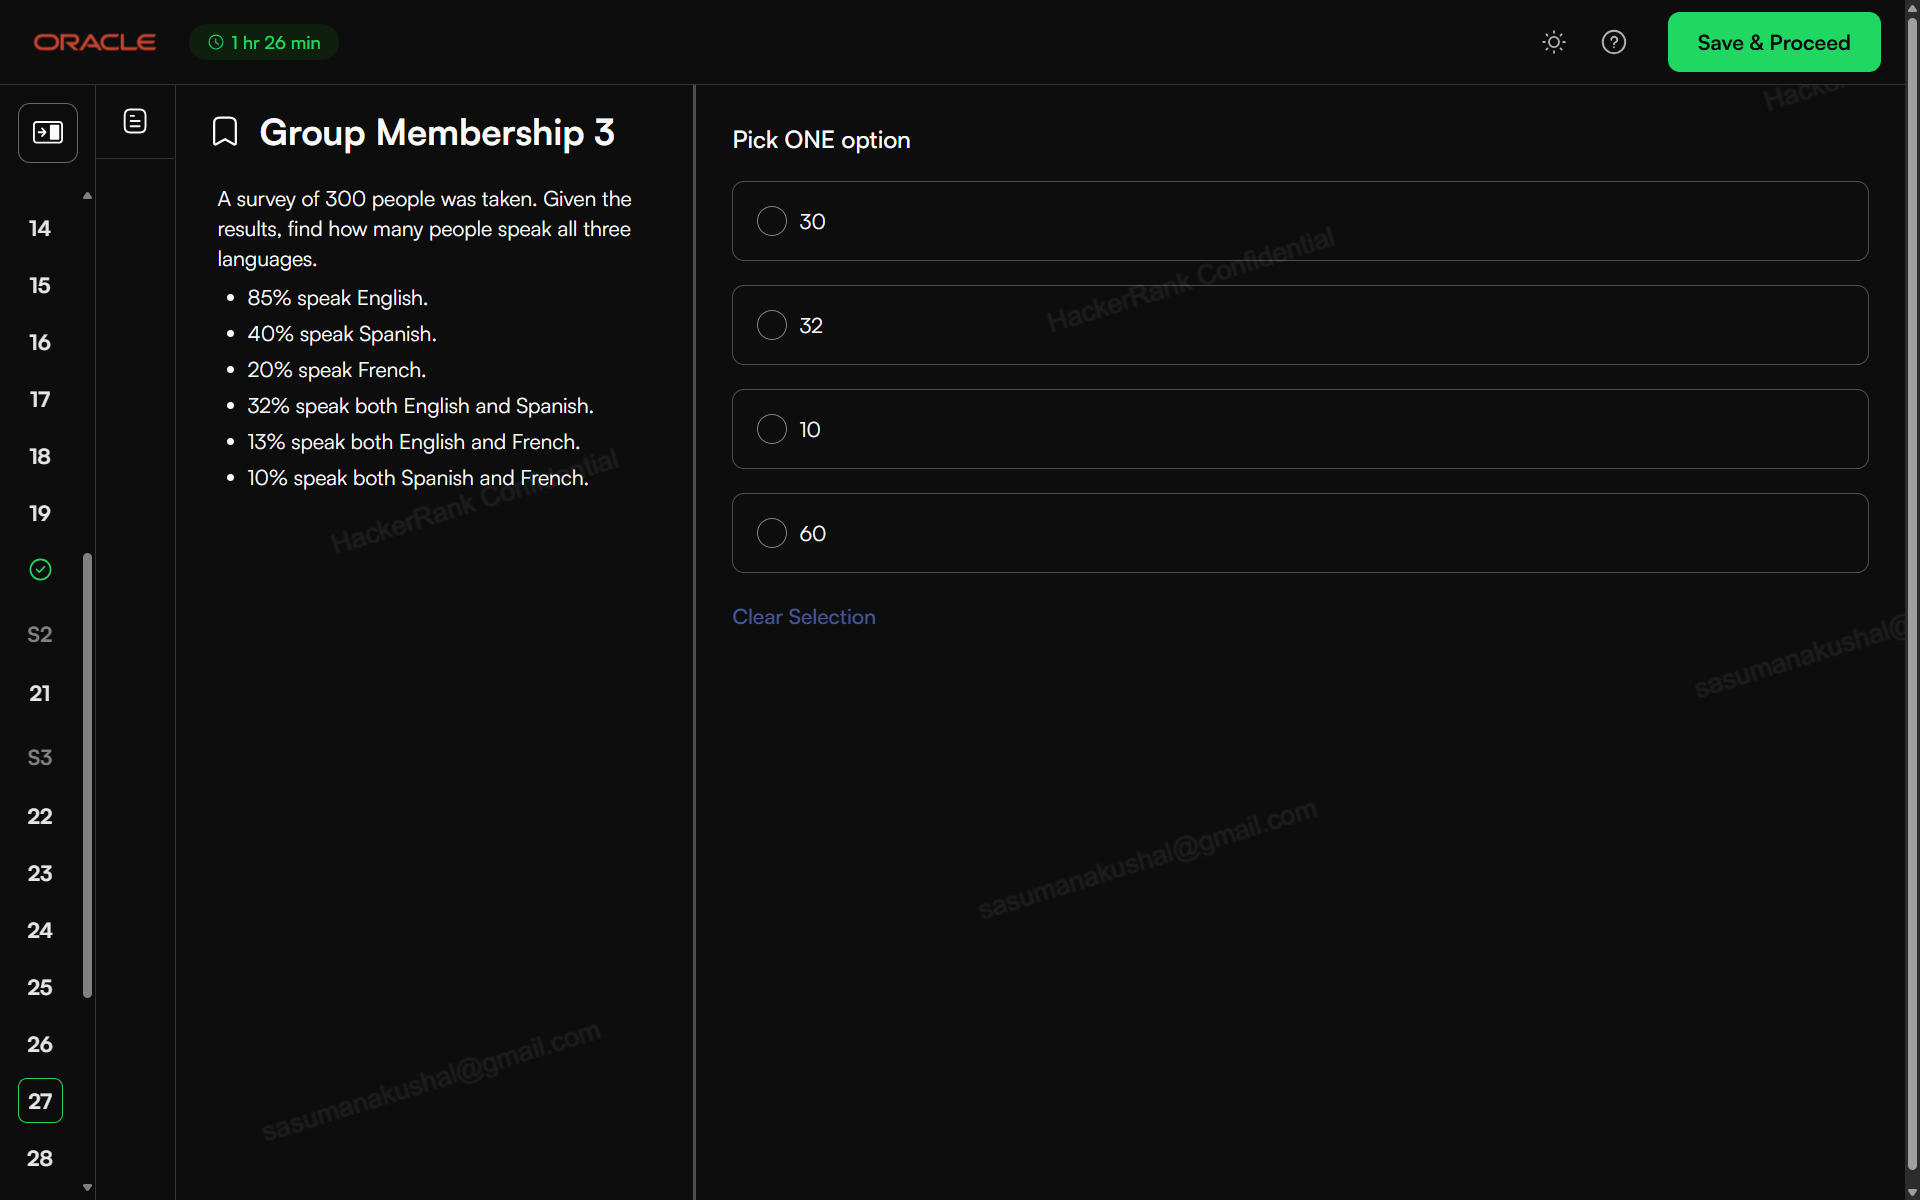 ORACLE
1 hr 26 min
Save & Proceed
14
15
16
17
18
19
S2
21
S3
22
23
24
25
26
27
28
Group Membership 3
A survey of 300 people was taken. Given the
results, find how many people speak all three
languages.
• 85% speak English.
• 40% speak Spanish.
• 20% speak French.
• 32% speak both English and Spanish.
• 13% speak both English and French.
• 10% speak both Spanish and French.
Pick ONE option
30
32
10
60
Clear Selection
HackerRank Confidential
HackerRank Confidential
sasumanakushal@gmail.com
sasumanakushal@gmail.com
sasumanakushal@
Hacker